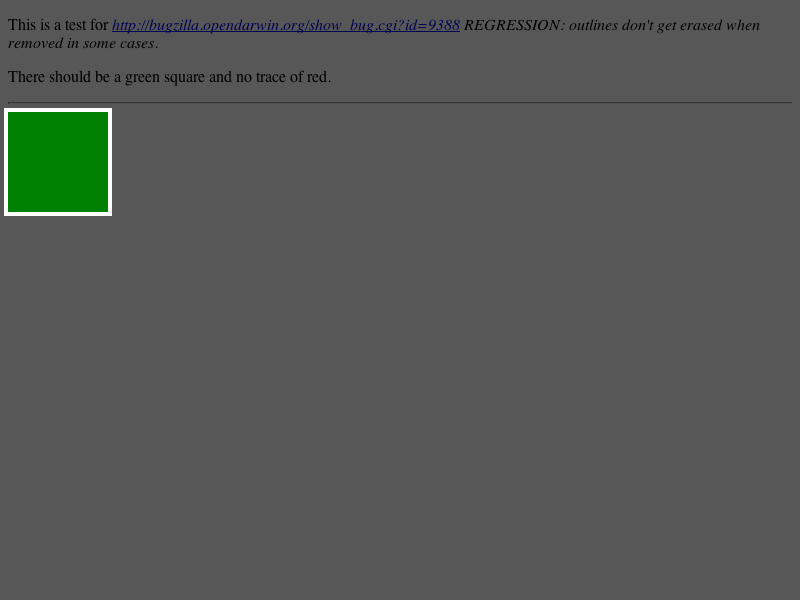 This is a test for http://bugzilla.opendarwin.org/show_bug.cgi?id=9388 REGRESSION: outlines don't get erased when
removed in some cases.
There should be a green square and no trace of red.